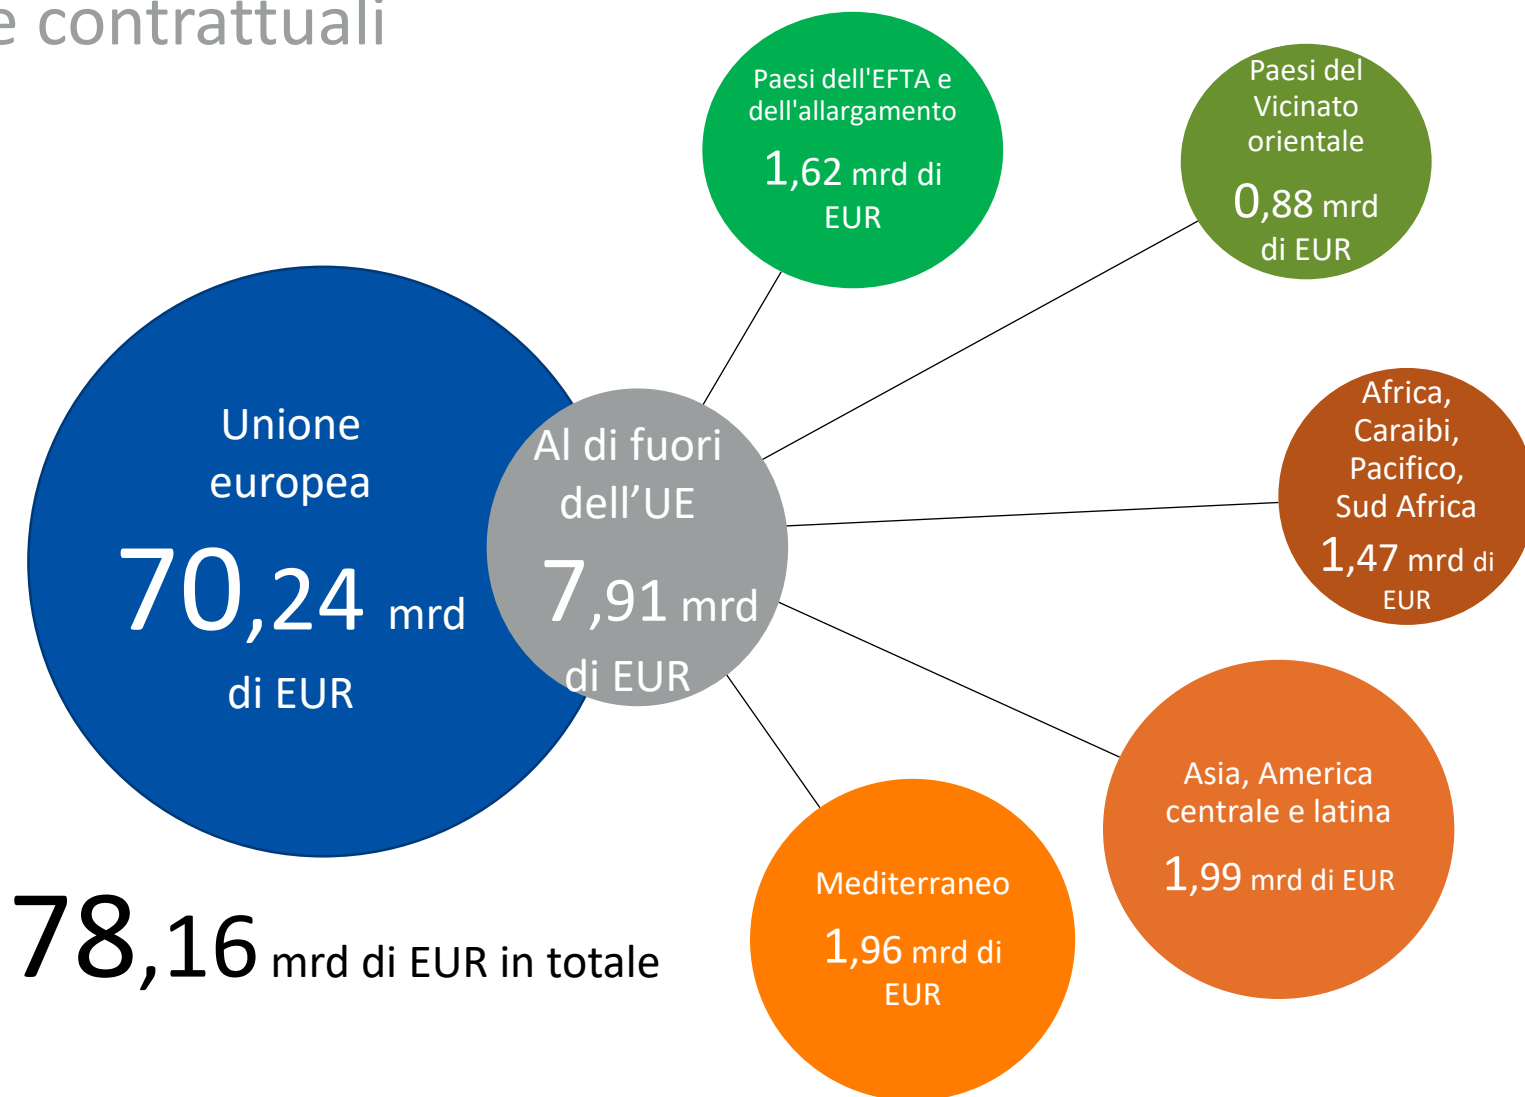 e contrattuali
Paesi dell'EFTA e
dell'allargamento
1,62 mrd di
EUR
Paesi del
Vicinato
orientale
0,88 mrd
di EUR
Unione
europea
70,24 mrd
di EUR
Al di fuori
dell’UE
7,91 mrd
di EUR
Africa,
Caraibi,
Pacifico,
Sud Africa
1,47 mrd di
EUR
Asia, America
centrale e latina
1,99 mrd di EUR
Mediterraneo
1,96 mrd di
EUR
78,16 mrd di EUR in totale